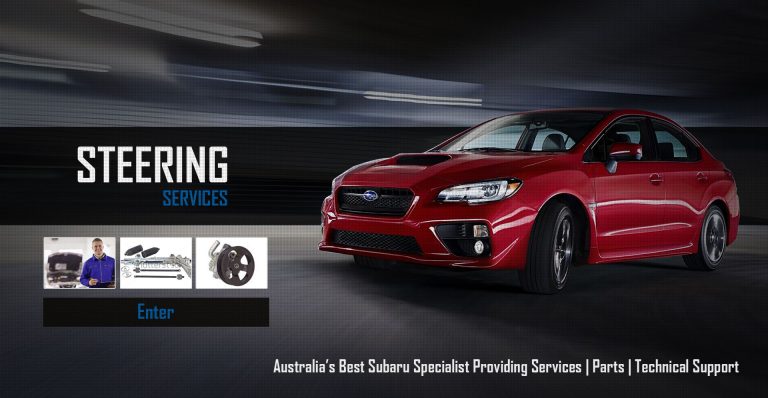 STEERING
SERVICES
Enter
Australia's Best Subaru Specialist Providing Services | Parts | Technical Support